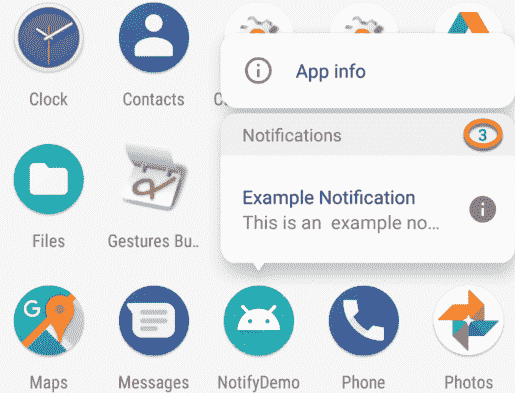 App info
Clock
Contacts
C
Notifications
3
Example Notification
This is an example no...
Files
Gestures Bu..
G
Maps
Messages
NotifyDemo
Phone
Photos